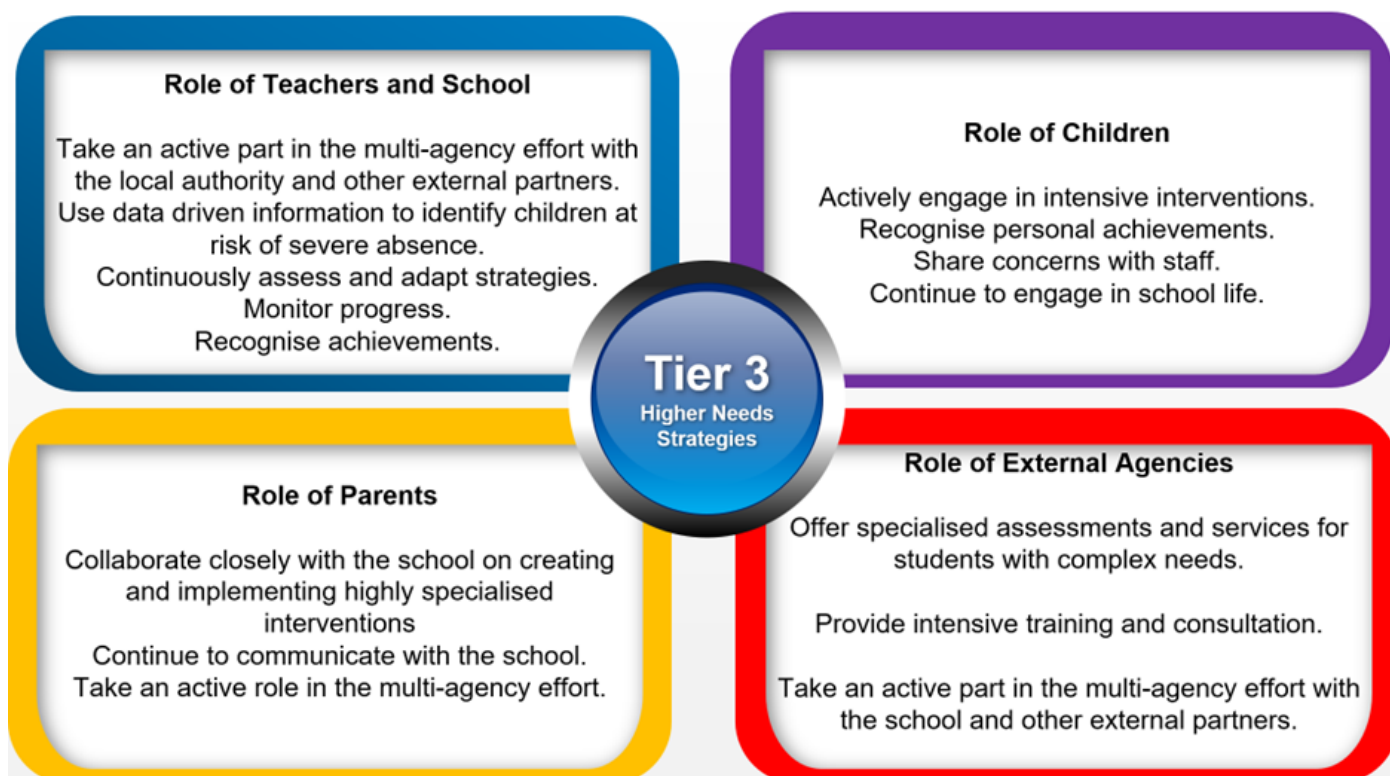 Role of Teachers and School
Take an active part in the multi-agency effort with
the local authority and other external partners.
Use data driven information to identify children at
risk of severe absence.
Continuously assess and adapt strategies.
Monitor progress.
Recognise achievements.
Role of Children
Actively engage in intensive interventions.
Recognise personal achievements.
Share concerns with staff.
Continue to engage in school life.
Tier 3
Higher Needs
Strategies
Role of Parents
Collaborate closely with the school on creating
and implementing highly specialised
interventions
Continue to communicate with the school.
Take an active role in the multi-agency effort.
Role of External Agencies
Offer specialised assessments and services for
students with complex needs.
Provide intensive training and consultation.
Take an active part in the multi-agency effort with
the school and other external partners.